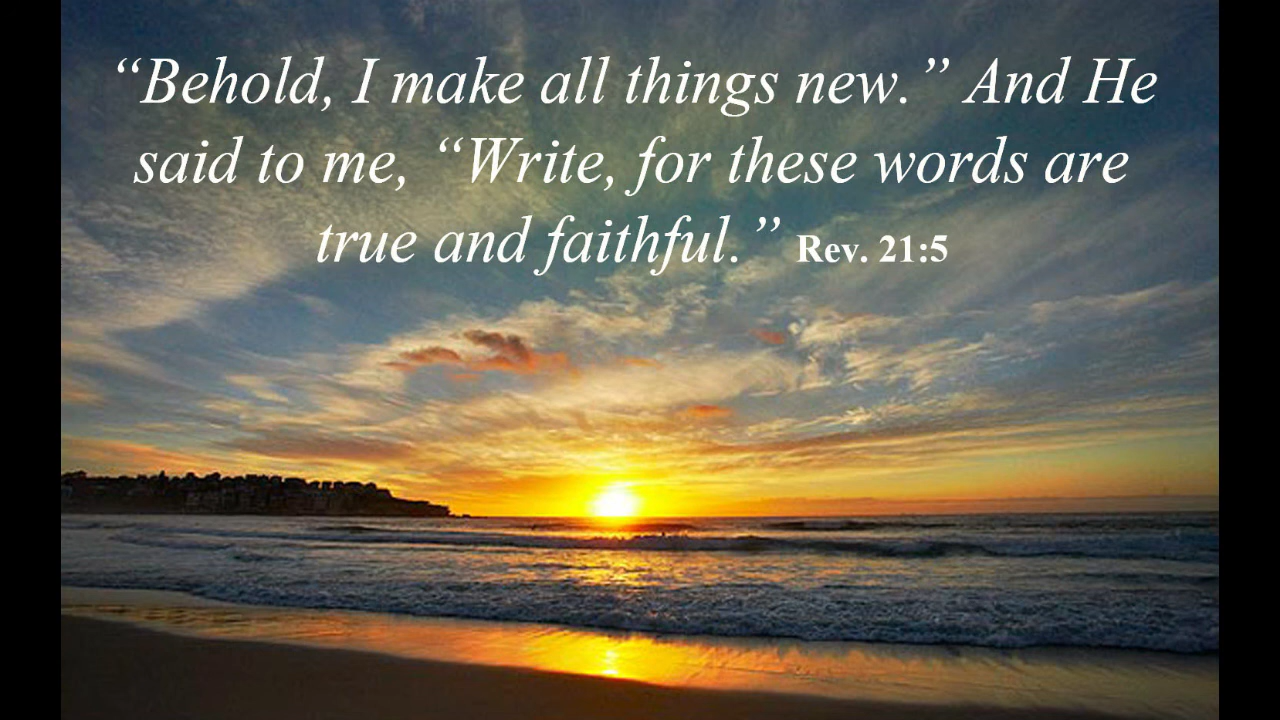 “Behold, I make all things new.” And He
said to me, “Write, for these words are
true and faithful.” Rev. 21:5